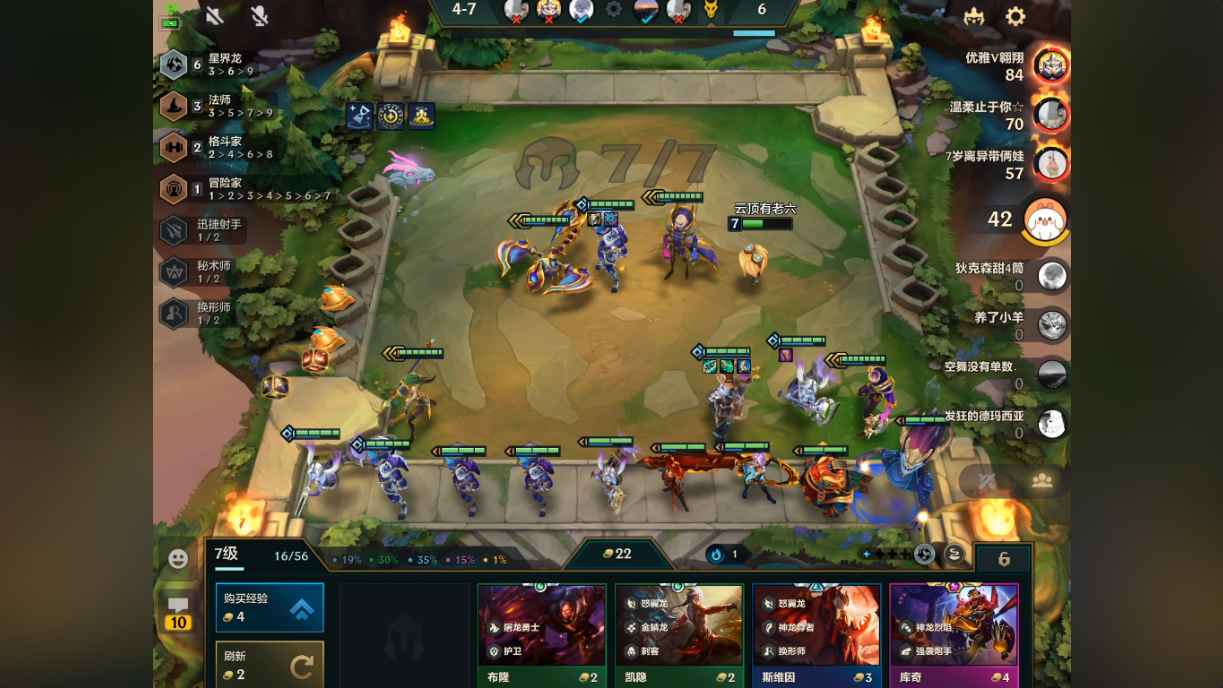 4-7
6
6 星界龙
3 > 6 > 9
3 法师
3 > 5 > 7 > 9
2 格斗家
2 > 4 > 6 > 8
1 冒险家
1 > 2 > 3 > 4 > 5 > 6 > 7
迅捷射手
1 / 2
秘术师
1 / 2
换形师
1 / 2
7/7
云顶有老六
7
优雅V翱翔
84
温柔止于你☆
70
7岁离异带俩娃
57
42
狄克森甜4筒
0
养了小羊
0
空舞没有单数.
0
发狂的德玛西亚
0
7级
16/56
19%
30%
35%
15%
1%
22
1
10
购买经验
4
刷新
2
屠龙勇士
护卫
布隆
2
怒翼龙
金鳞龙
刺客
凯隐
2
怒翼龙
神龙尊者
换形师
斯维因
3
神龙烈焰
强袭炮手
库奇
4